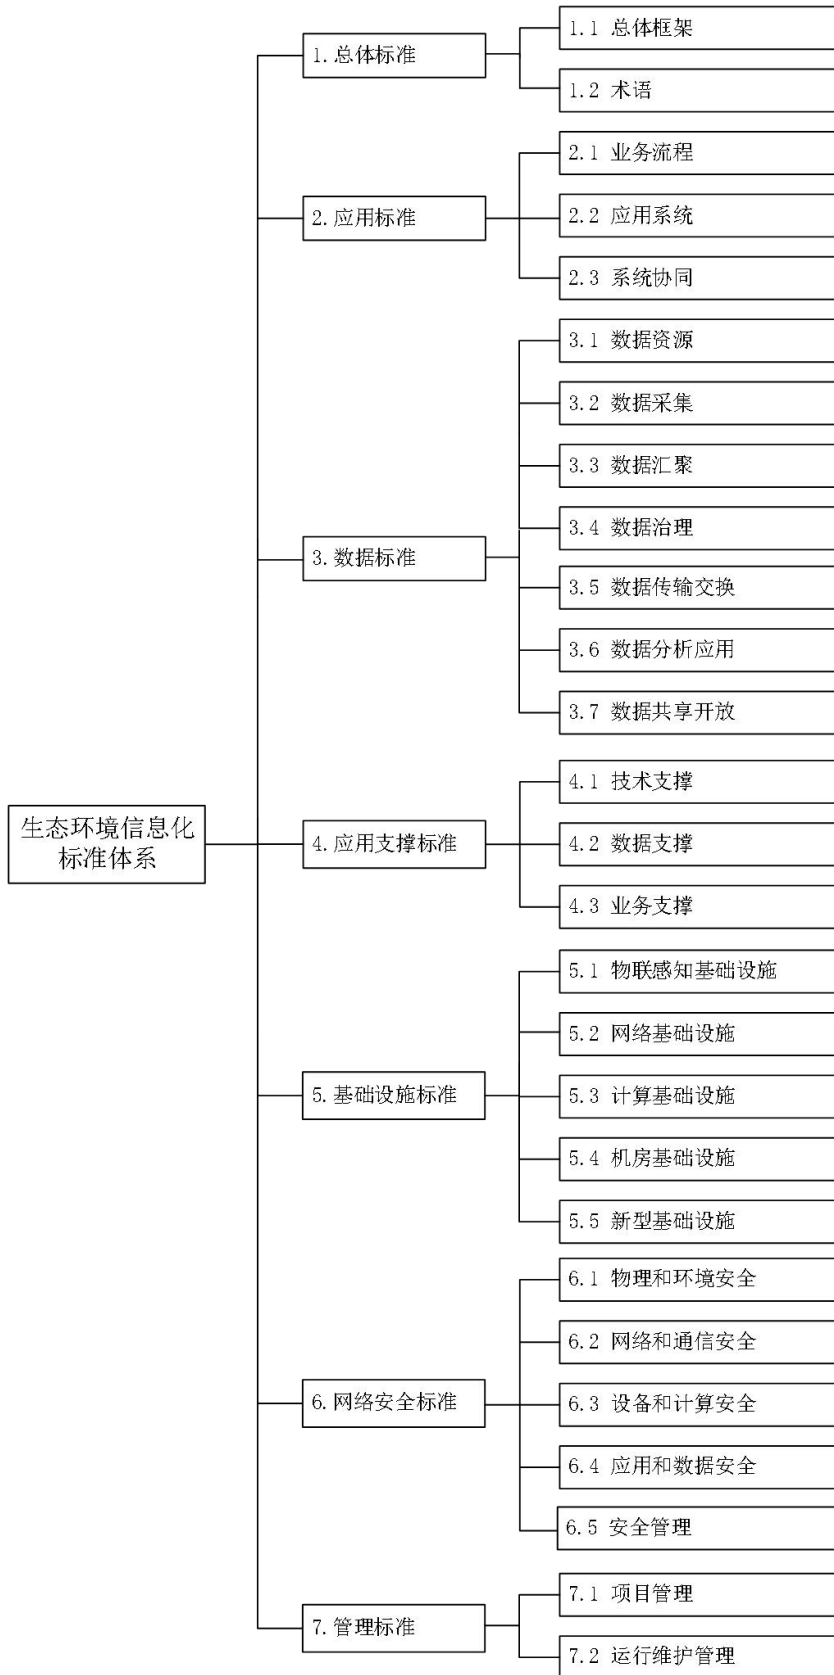 1.1 总体框架
1.总体标准
1.2 术语
2.1 业务流程
2.应用标准
2.2 应用系统
2.3 系统协同
3.1 数据资源
3.2 数据采集
3.3 数据汇聚
3.4 数据治理
3.数据标准
3.5 数据传输交换
3.6 数据分析应用
3.7 数据共享开放
生态环境信息化
标准体系
4.1 技术支撑
4.应用支撑标准
4.2 数据支撑
4.3 业务支撑
5.1 物联感知基础设施
5.2 网络基础设施
5.基础设施标准
5.3 计算基础设施
5.4 机房基础设施
5.5 新型基础设施
6.1 物理和环境安全
6.2 网络和通信安全
6.网络安全标准
6.3 设备和计算安全
6.4 应用和数据安全
6.5 安全管理
7.1 项目管理
7.管理标准
7.2 运行维护管理